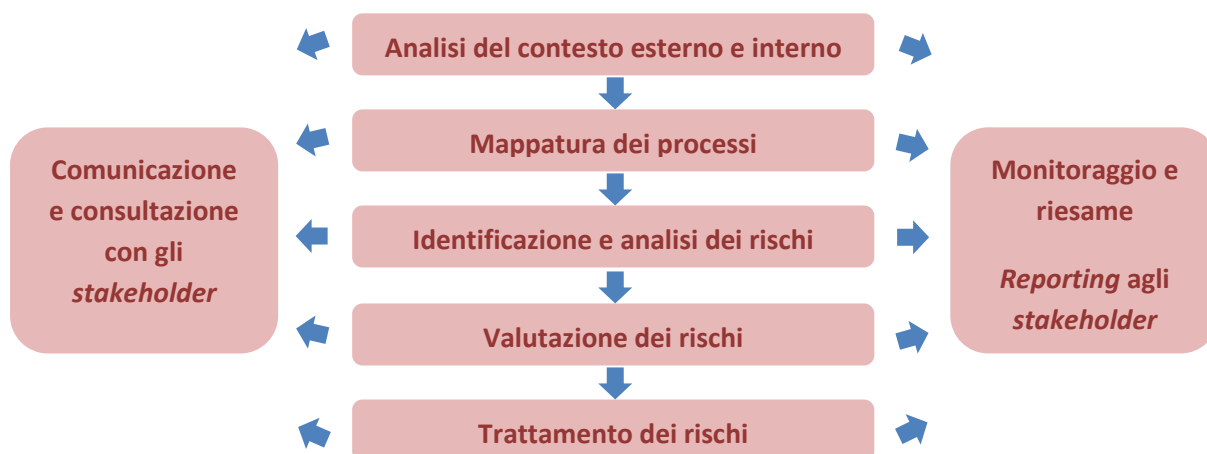 Analisi del contesto esterno e interno
Mappatura dei processi
Comunicazione
e consultazione
con gli
stakeholder
Identificazione e analisi dei rischi
Monitoraggio e
riesame
Reporting agli
stakeholder
Valutazione dei rischi
Trattamento dei rischi